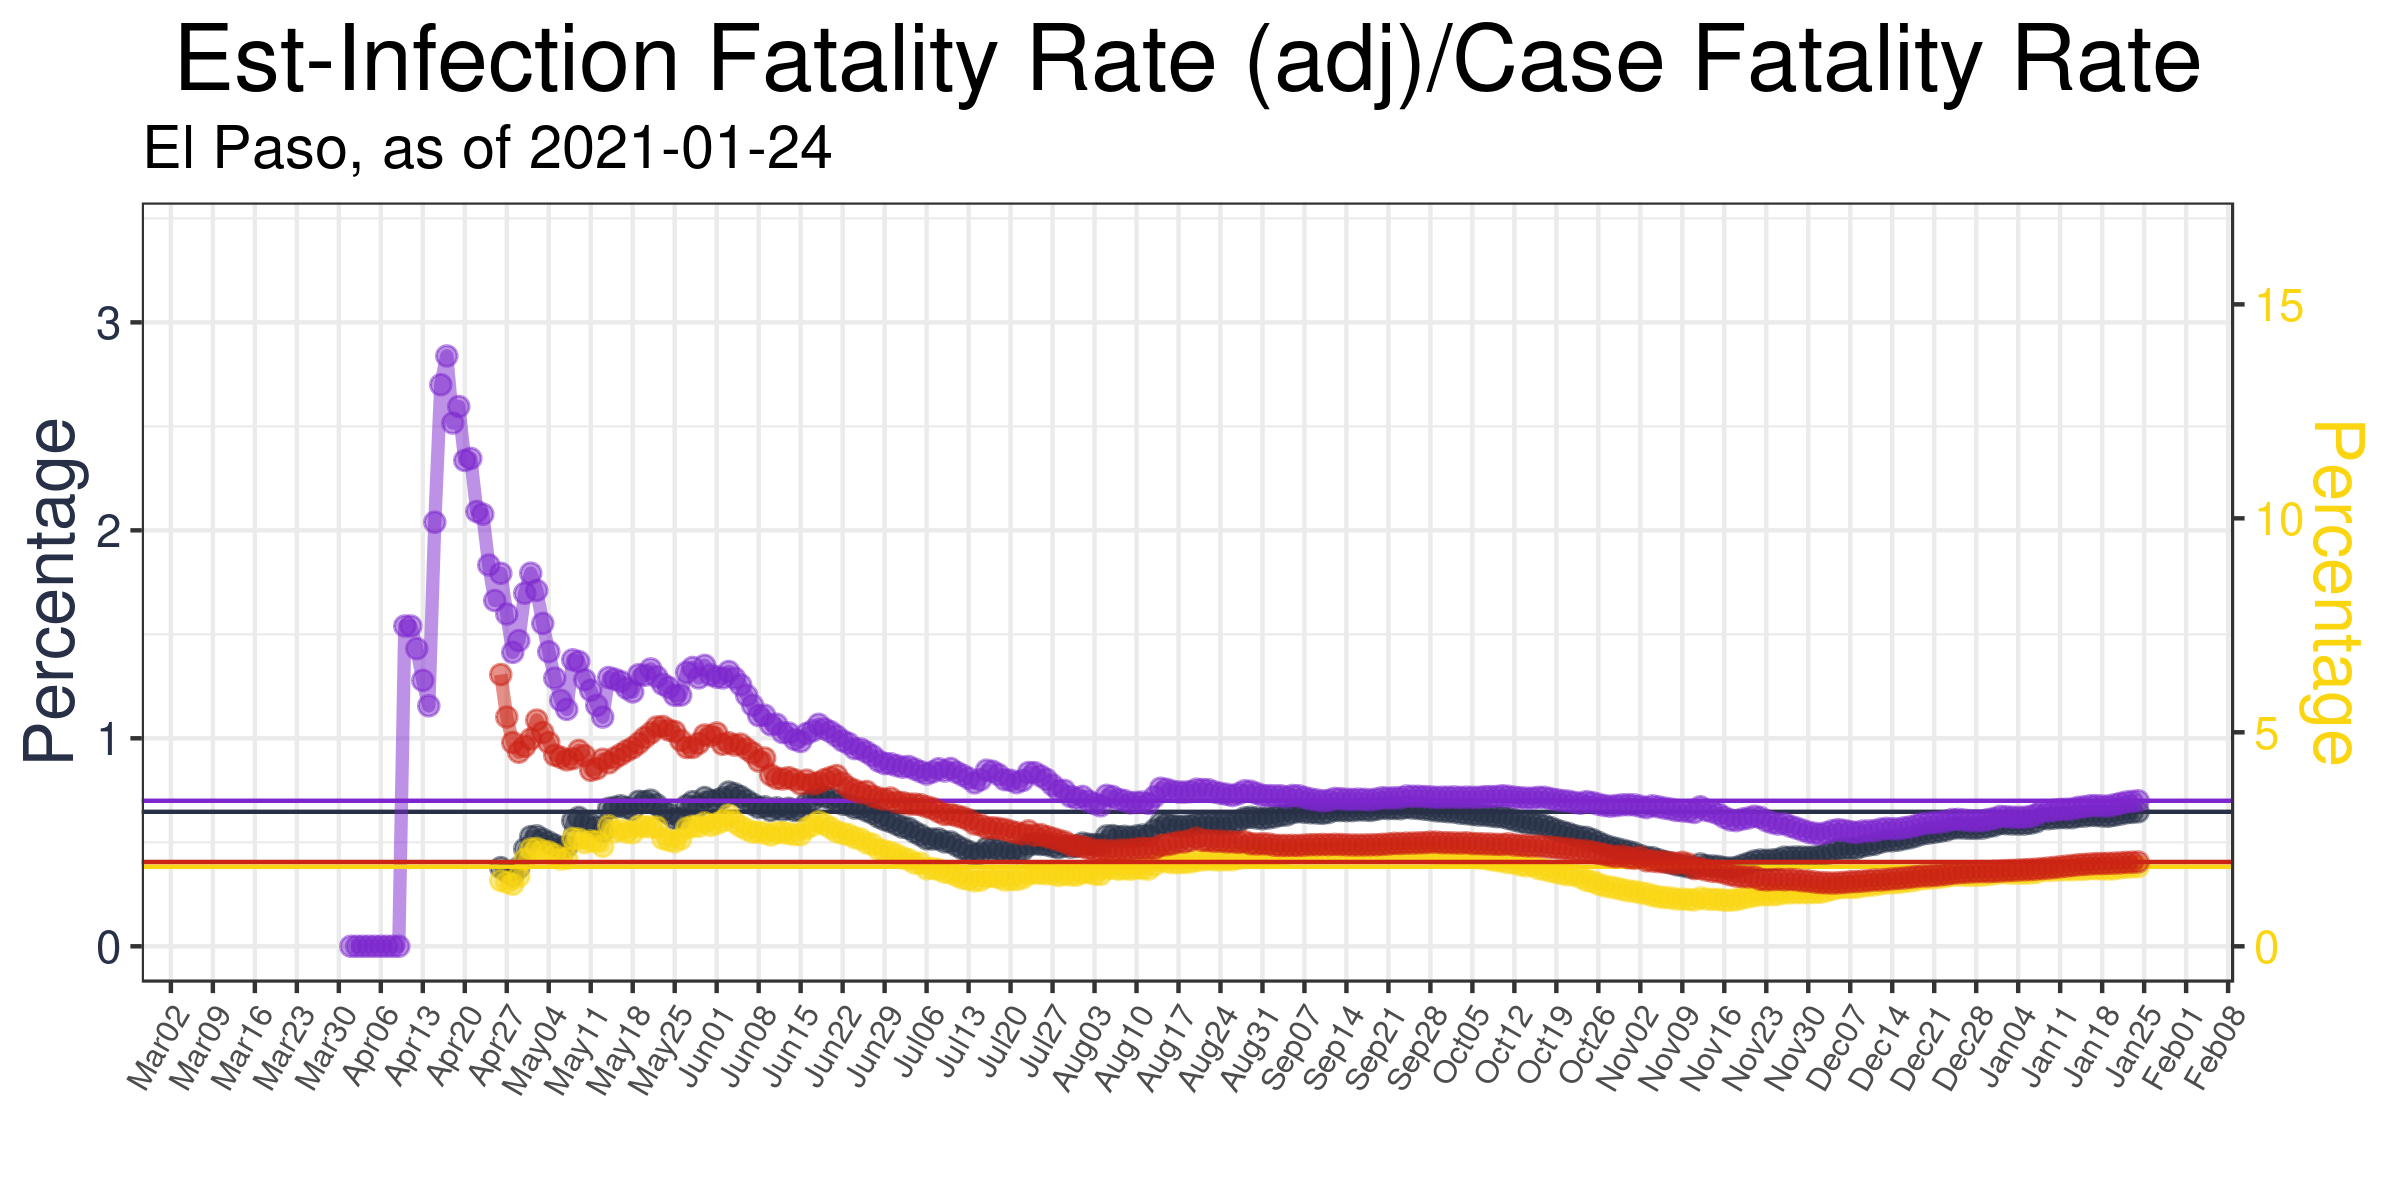 Est-Infection Fatality Rate (adj)/Case Fatality Rate
El Paso, as of 2021-01-24
Percentage
3
2
1
0
15
10
5
0
Percentage
Mar02
Mar09
Mar16
Mar23
Mar30
Apr06
Apr13
Apr20
Apr27
May04
May11
May18
May25
Jun01
Jun08
Jun15
Jun22
Jun29
Jul06
Jul13
Jul20
Jul27
Aug03
Aug10
Aug17
Aug24
Aug31
Sep07
Sep14
Sep21
Sep28
Oct05
Oct12
Oct19
Oct26
Nov02
Nov09
Nov16
Nov23
Nov30
Dec07
Dec14
Dec21
Dec28
Jan04
Jan11
Jan18
Jan25
Feb01
Feb08